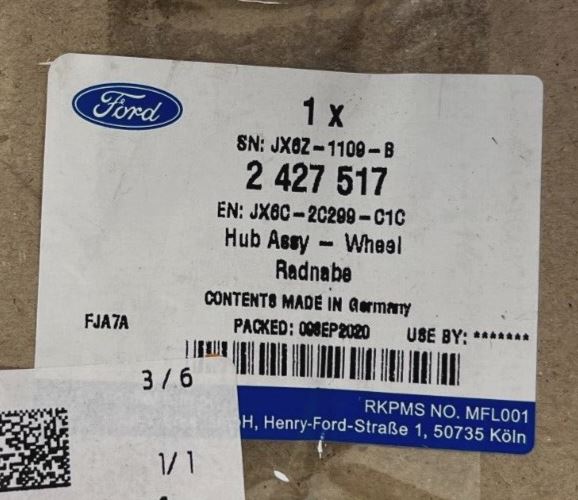 Ford
1 x
SN: JX6Z-1109-B
2 427 517
EN: JX6C-2C299-C1C
Hub Assy - Wheel
Radnabe
CONTENTS MADE IN Germany
FJA7A
PACKED: 09SEP2020
USE BY: *******
RKPMS NO. MFL001
bH, Henry-Ford-Straße 1, 50735 Köln
3 / 6
1 / 1